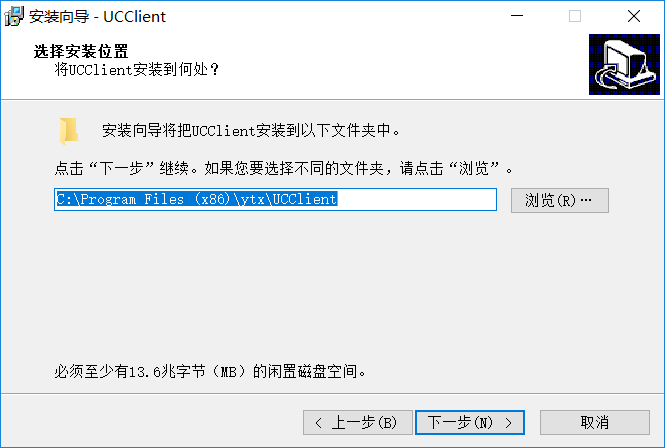 安装向导 - UCClient
选择安装位置
将UCClient安装到何处？
安装向导将把UCClient安装到以下文件夹中。
点击“下一步”继续。如果您要选择不同的文件夹，请点击“浏览”。
C:\Program Files (x86)\ytx\UCClient
浏览(R)…
必须至少有13.6兆字节（MB）的闲置磁盘空间。
< 上一步(B)
下一步(N) >
取消